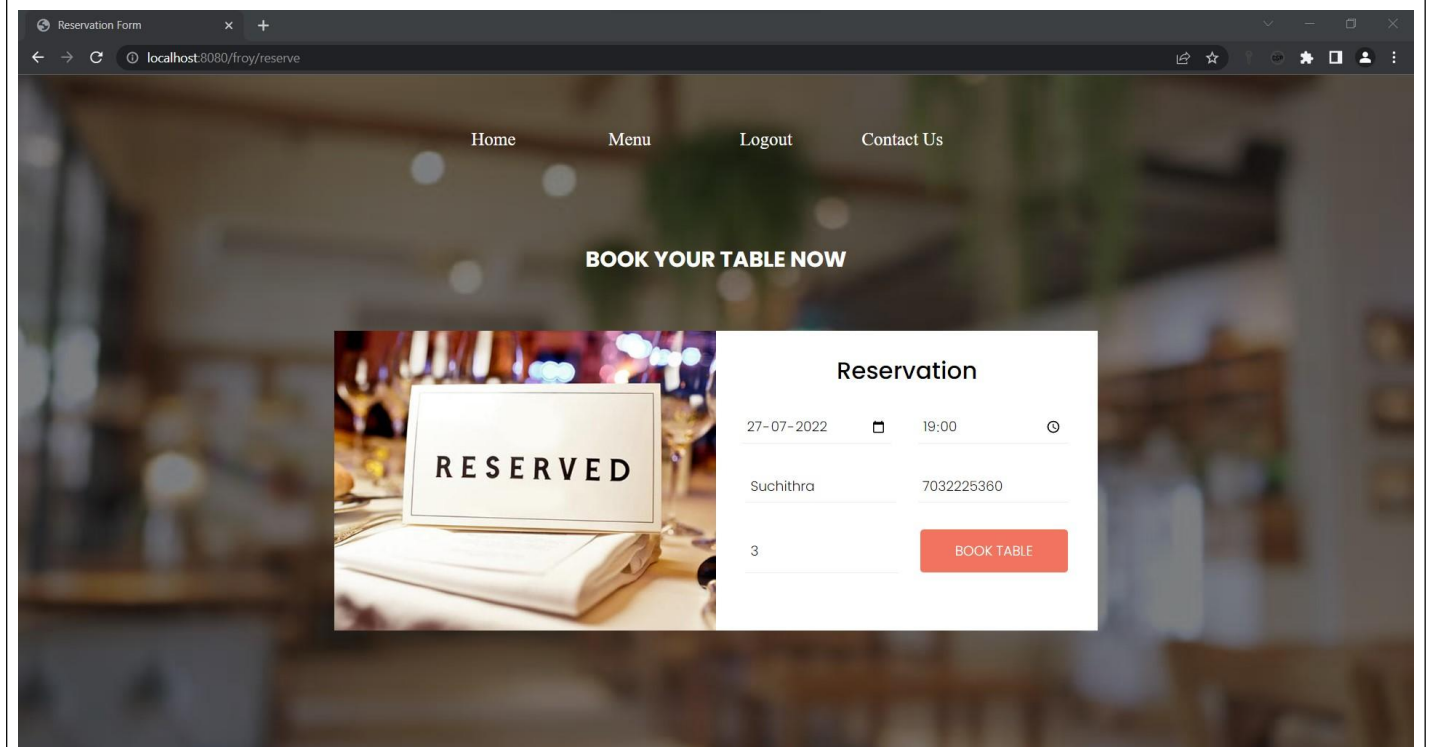 Reservation Form
localhost:8080/froy/reserve
Home Menu Logout Contact Us
BOOK YOUR TABLE NOW
RESERVED
Reservation
27-07-2022 19:00
Suchithra 7032225360
3 BOOK TABLE